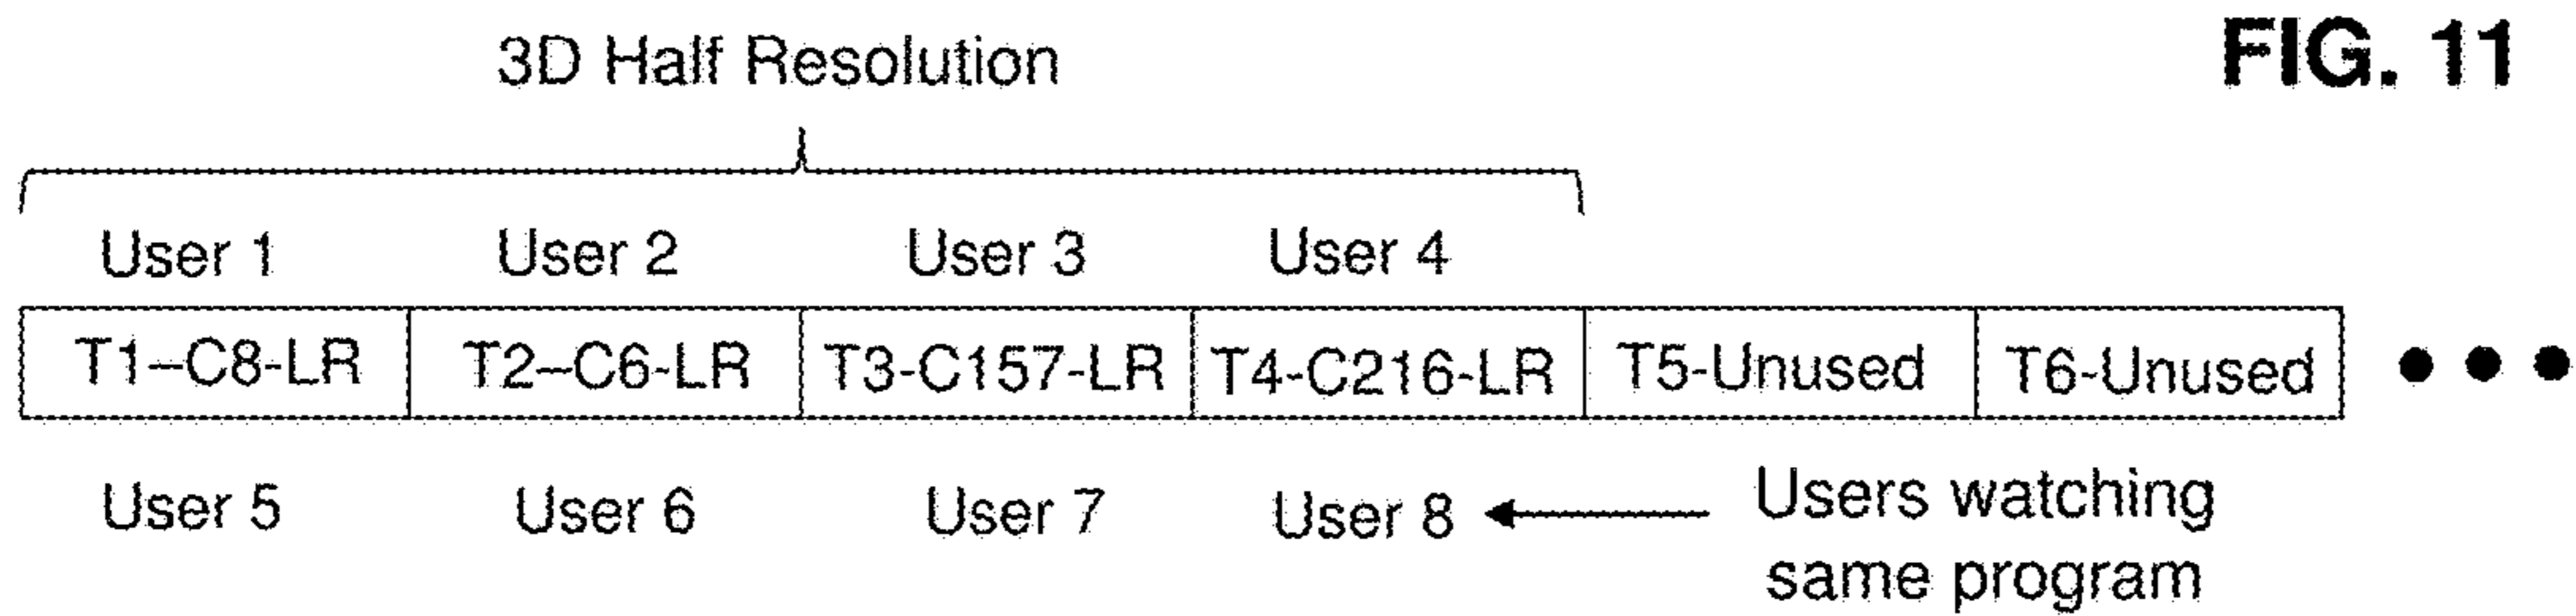 FIG. 11
3D Half Resolution
User 1 User 2 User 3 User 4
T1–C8-LR T2–C6-LR T3-C157-LR T4-C216-LR T5-Unused T6-Unused
User 5 User 6 User 7 User 8 Users watching
same program